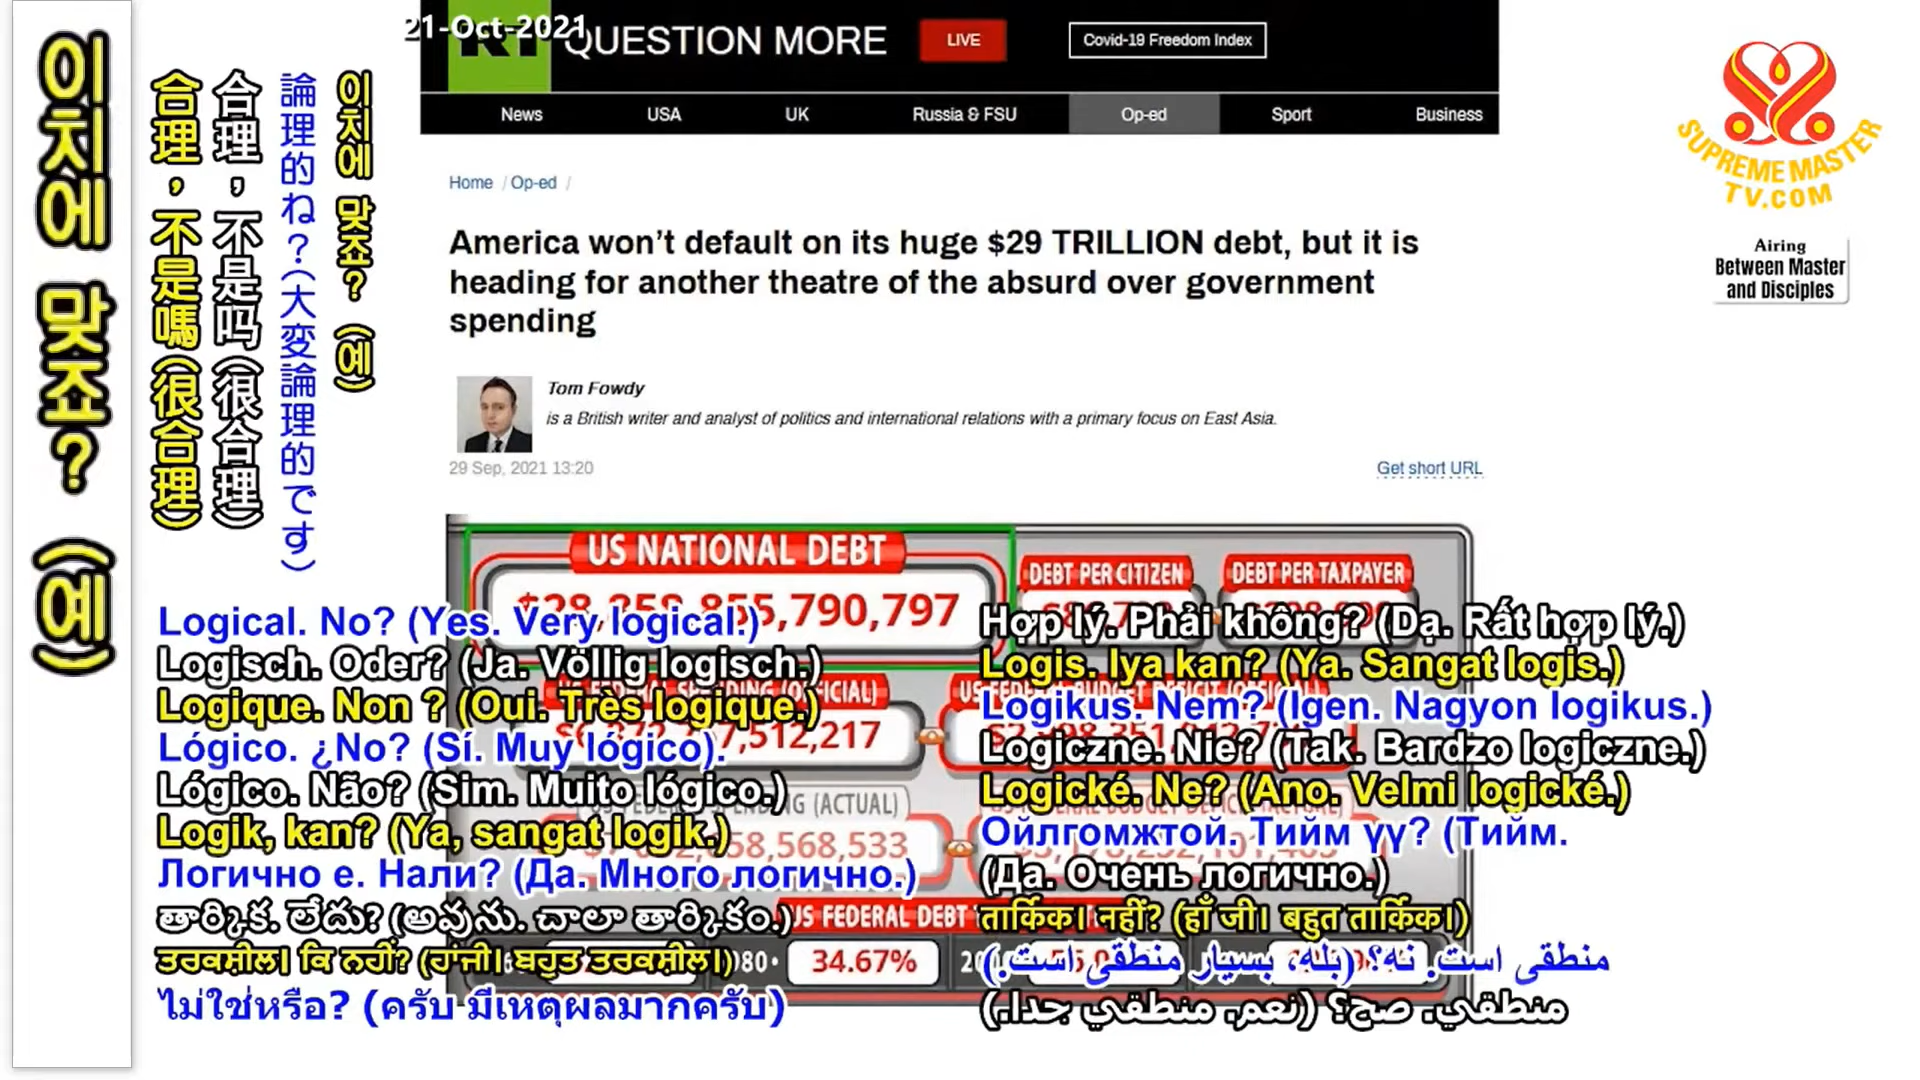 21-Oct-2021
RT QUESTION MORE
LIVE
Covid-19 Freedom Index
News
USA
UK
Russia & FSU
Op-ed
Sport
Business
Home / Op-ed /
America won't default on its huge $29 TRILLION debt, but it is
heading for another theatre of the absurd over government
spending
Tom Fowdy
is a British writer and analyst of politics and international relations with a primary focus on East Asia.
29 Sep, 2021 13:20
Get short URL
SUPREME MASTER
TV.COM
Airing
Between Master
and Disciples
이치에 맞죠? (예)
合理，不是嗎(很合理)
合理，不是吗(很合理)
論理的ね？(大変論理的です)
이치에 맞죠? (예)
US NATIONAL DEBT
DEBT PER CITIZEN
DEBT PER TAXPAYER
Logical. No? (Yes. Very logical.)
Logisch. Oder? (Ja. Völlig logisch.)
Logique. Non ? (Oui. Très logique.)
Lógico. ¿No? (Sí. Muy lógico).
Lógico. Não? (Sim. Muito lógico.)
Logik, kan? (Ya, sangat logik.)
Логично е. Нали? (Да. Много логично.)
తార్కిక. లేదు? (అవును. చాలా తార్కికం.)
ਤਰਕਸ਼ੀਲ। ਕਿ ਨਹੀਂ? (ਹਾਂਜੀ। ਬਹੁਤ ਤਰਕਸ਼ੀਲ।)
ไม่ใช่หรือ? (ครับ มีเหตุผลมากครับ)
Hợp lý. Phải không? (Dạ. Rất hợp lý.)
Logis. Iya kan? (Ya. Sangat logis.)
Logikus. Nem? (Igen. Nagyon logikus.)
Logiczne. Nie? (Tak. Bardzo logiczne.)
Logické. Ne? (Ano. Velmi logické.)
Ойлгомжтой. Тийм үү? (Тийм.
(Да. Очень логично.)
तार्किक। नहीं? (हाँ जी। बहुत तार्किक।)
منطقی است. نه؟ (بله، بسیار منطقی است.)
منطقي. صح؟ (نعم. منطقي جدا.)
US FEDERAL DEBT
34.67%